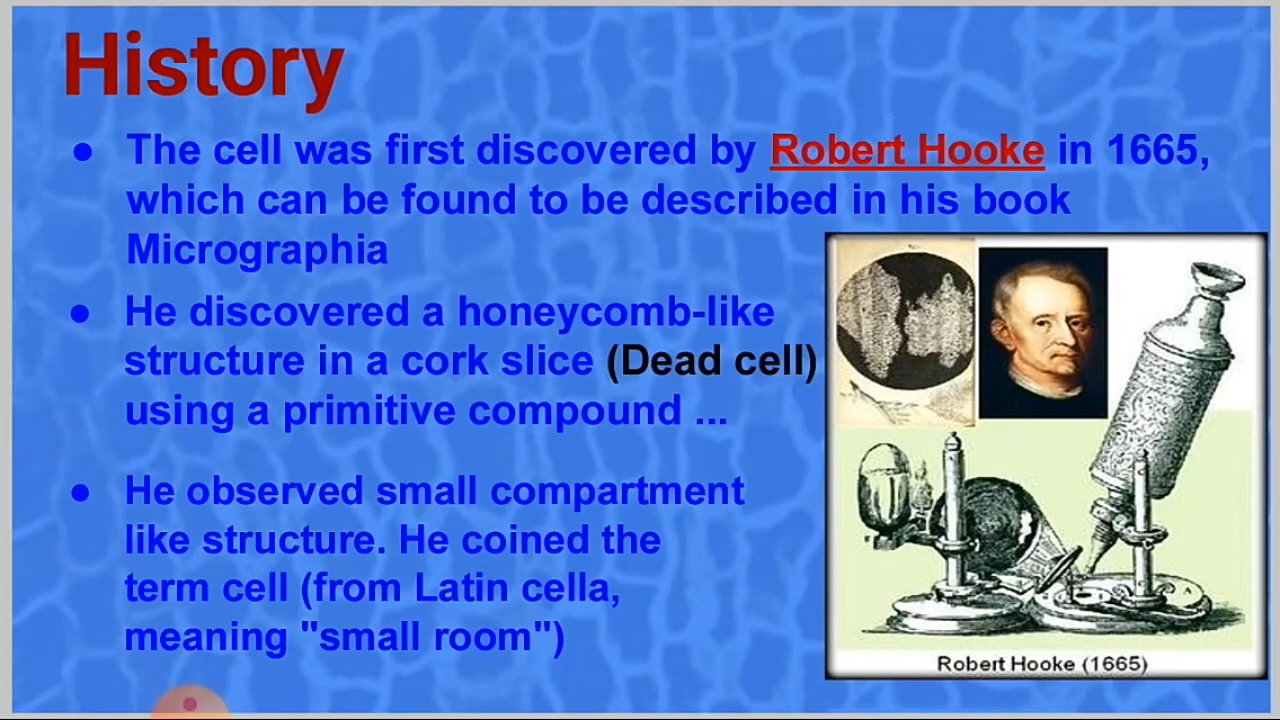 History
● The cell was first discovered by Robert Hooke in 1665,
which can be found to be described in his book
Micrographia
● He discovered a honeycomb-like
structure in a cork slice (Dead cell)
using a primitive compound ...
● He observed small compartment
like structure. He coined the
term cell (from Latin cella,
meaning "small room")
Robert Hooke (1665)